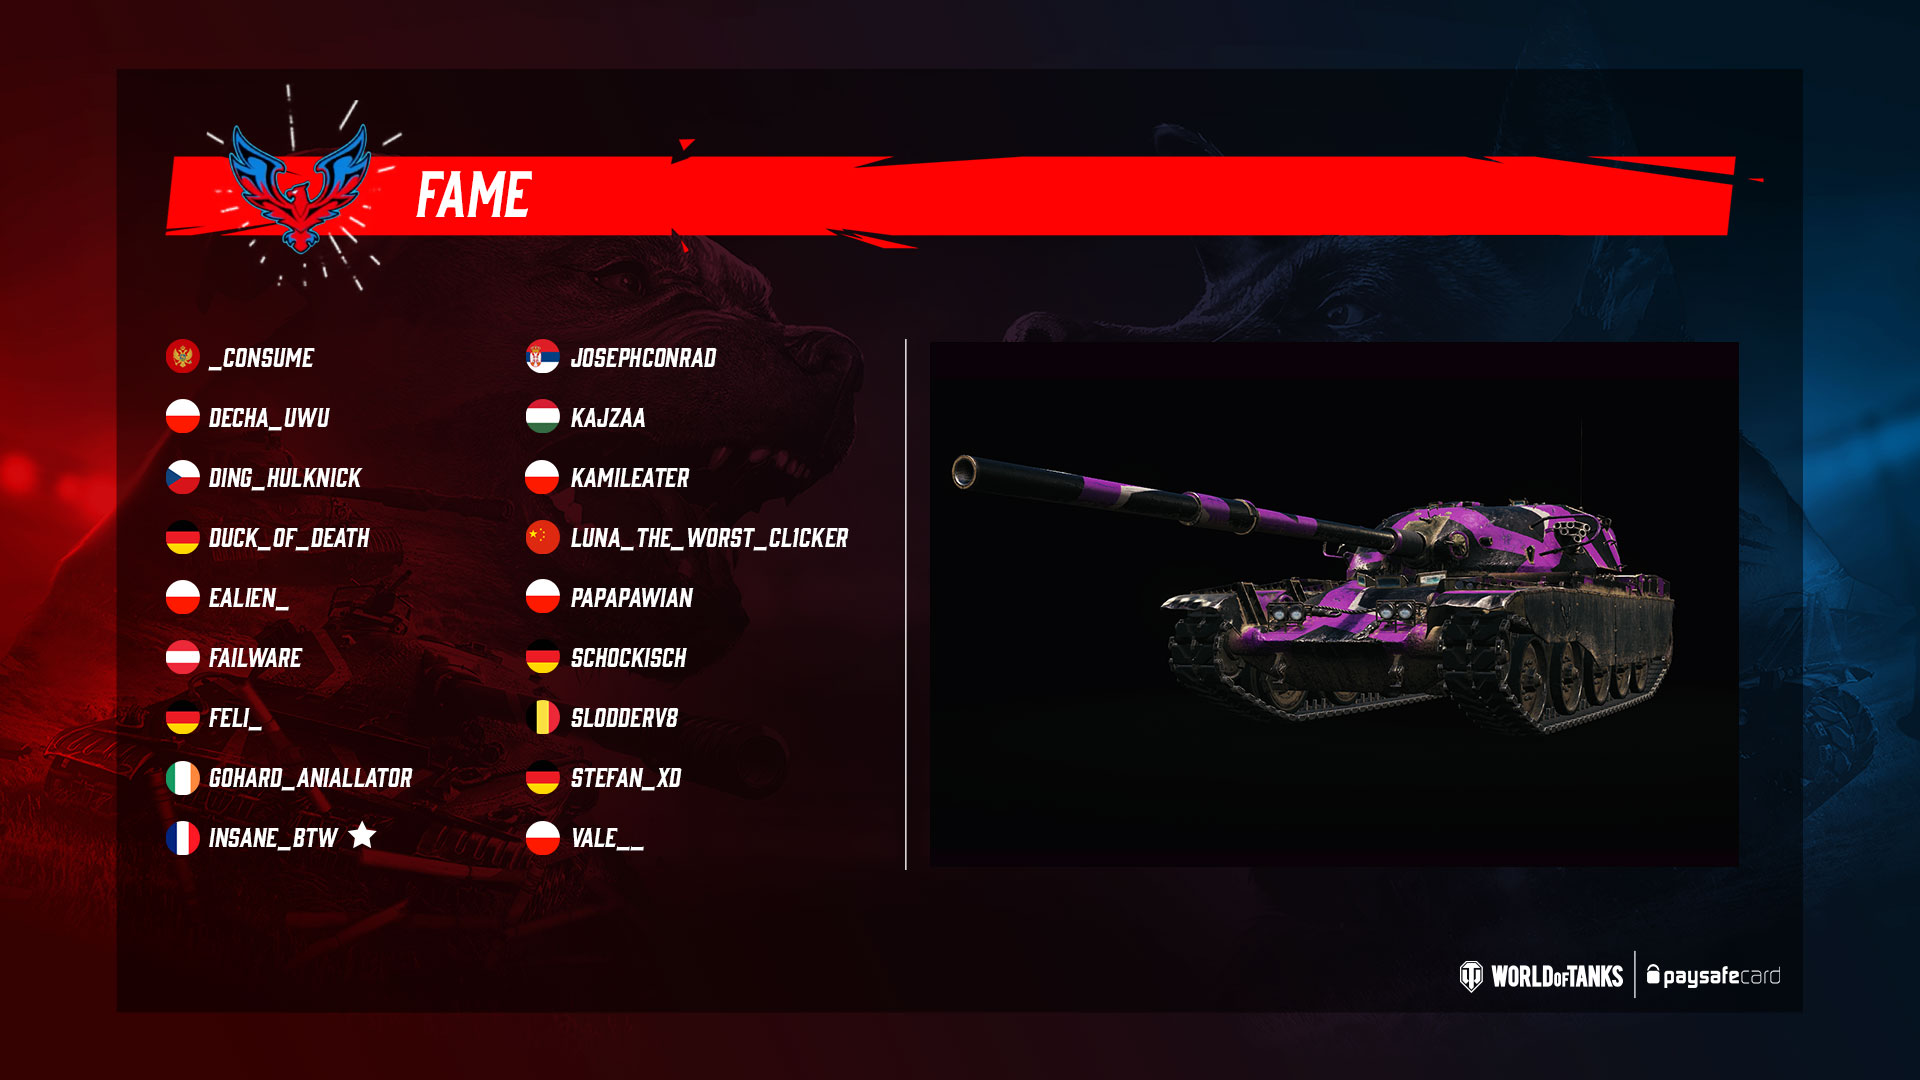 FAME
_CONSUME
DECHA_UWU
DING_HULKNICK
DUCK_OF_DEATH
EALIEN_
FAILWARE
FELI_
GOHARD_ANIALLATOR
INSANE_BTW
JOSEPHCONRAD
KAJZAA
KAMILEATER
LUNA_THE_WORST_CLICKER
PAPAPAWIAN
SCHOCKISCH
SLODDERV8
STEFAN_XD
VALE__
WORLD OF TANKS
paysafecard